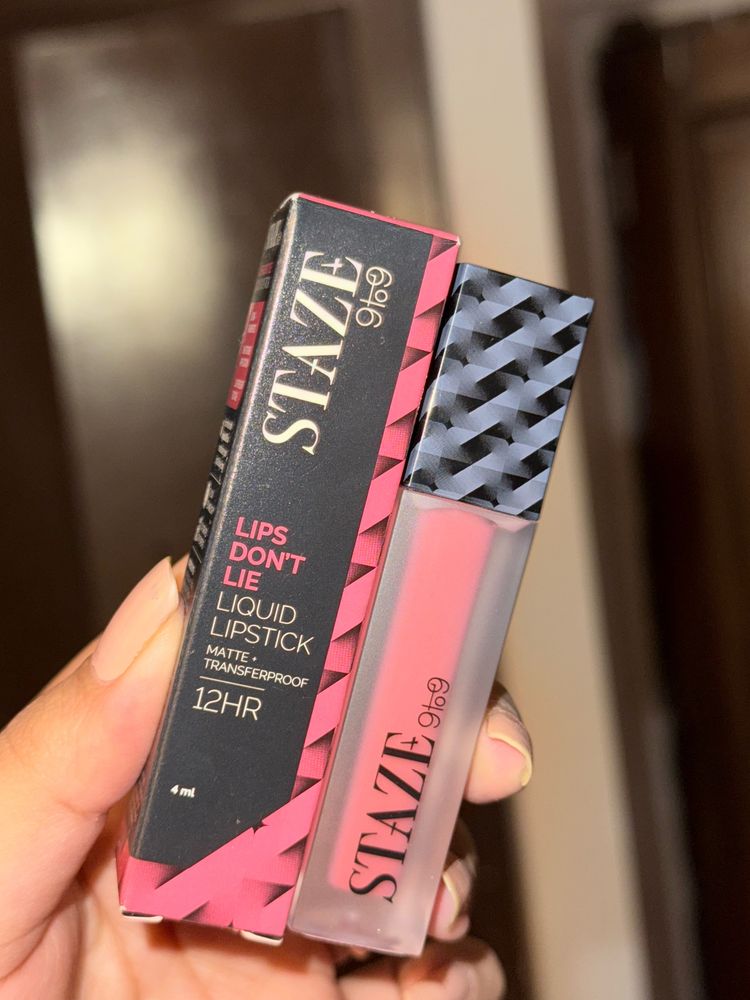 STAZE
9to9
LIPS
DON'T
LIE
LIQUID
LIPSTICK
MATTE +
TRANSFERPROOF
12HR
4 ml
STAZE
9to9